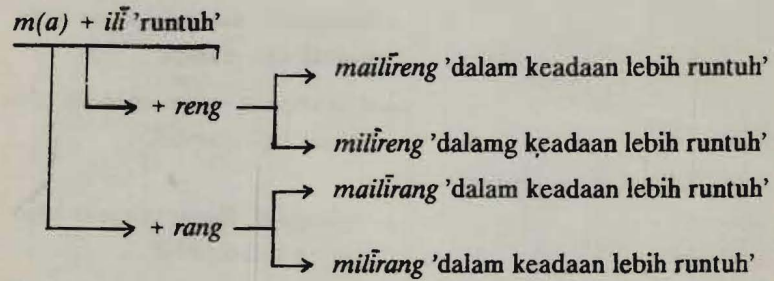 m(a) + ilī 'runtuh'
mailīreng 'dalam keadaan lebih runtuh'
+ reng
milīreng 'dalamg keadaan lebih runtuh'
mailīrang 'dalam keadaan lebih runtuh'
+ rang
milīrang 'dalam keadaan lebih runtuh'